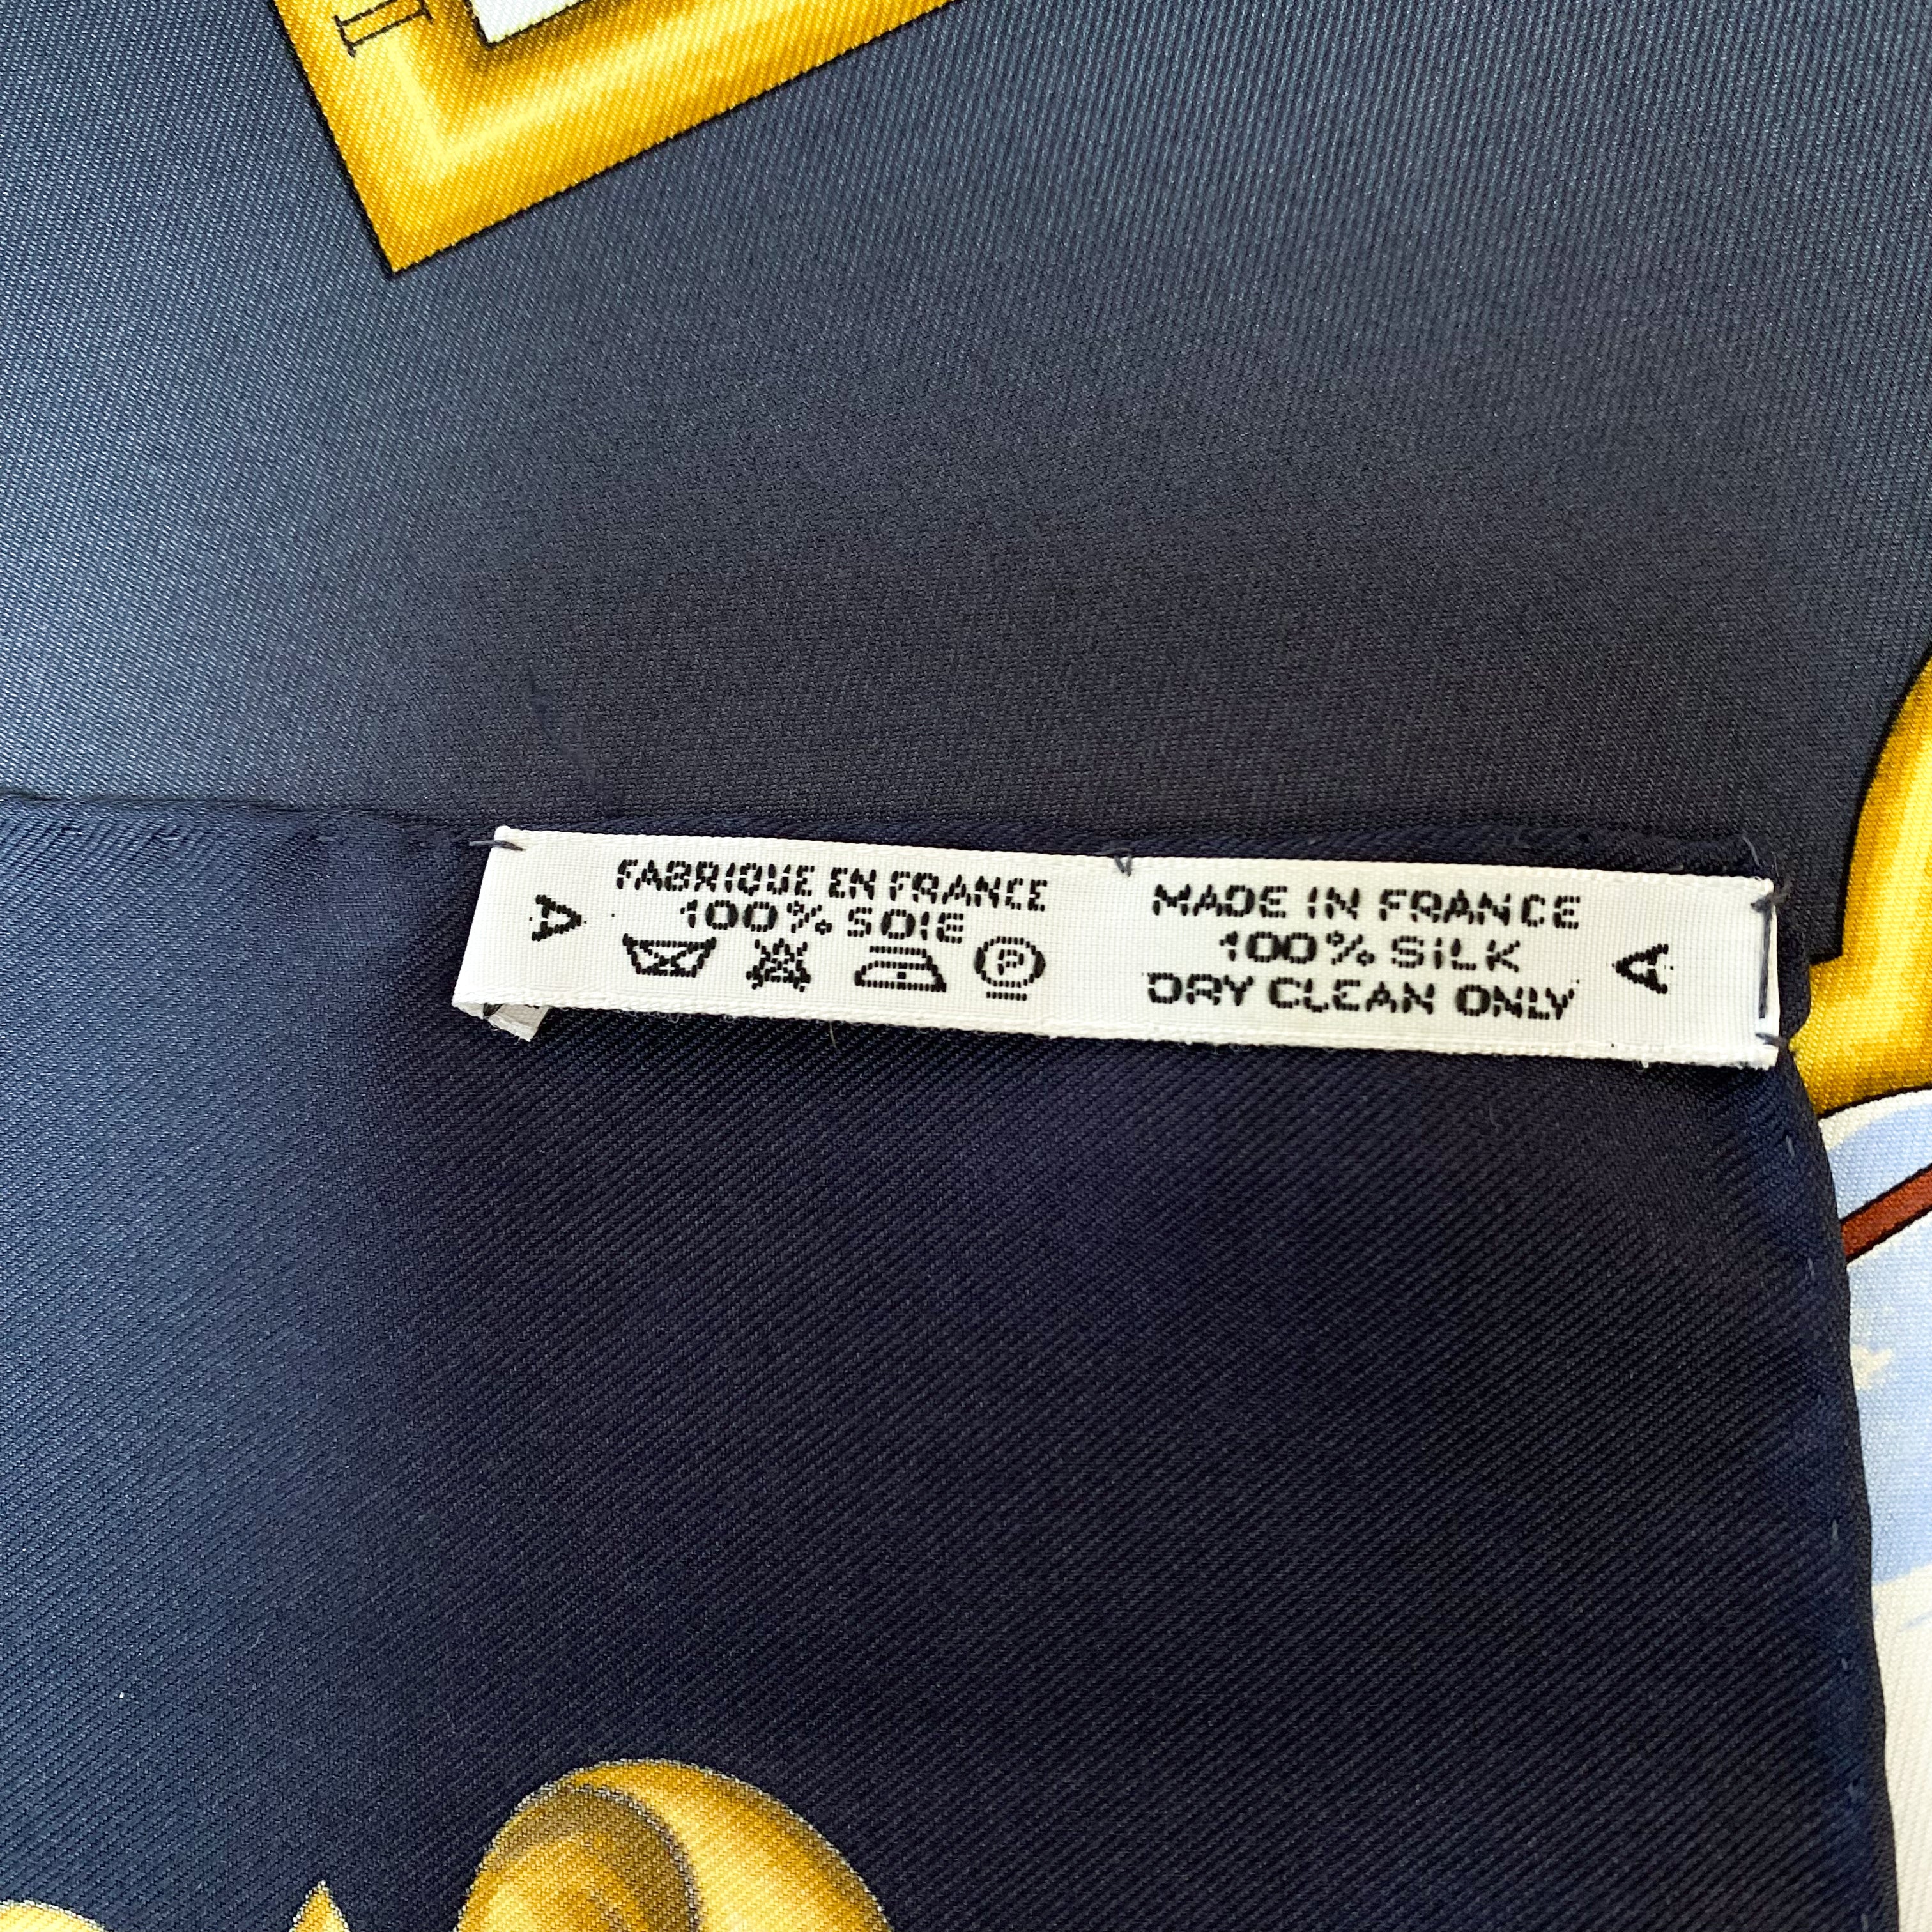 A
FABRIQUE EN FRANCE
100% SOIE
P
MADE IN FRANCE
100% SILK
DRY CLEAN ONLY
A